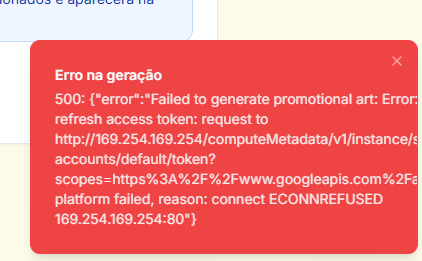 e aparecerá na
Erro na geração
500: {"error":"Failed to generate promotional art: Error:
refresh access token: request to
http://169.254.169.254/computeMetadata/v1/instance/s
accounts/default/token?
scopes=https%3A%2F%2Fwww.googleapis.com%2Fa
platform failed, reason: connect ECONNREFUSED
169.254.169.254:80"}